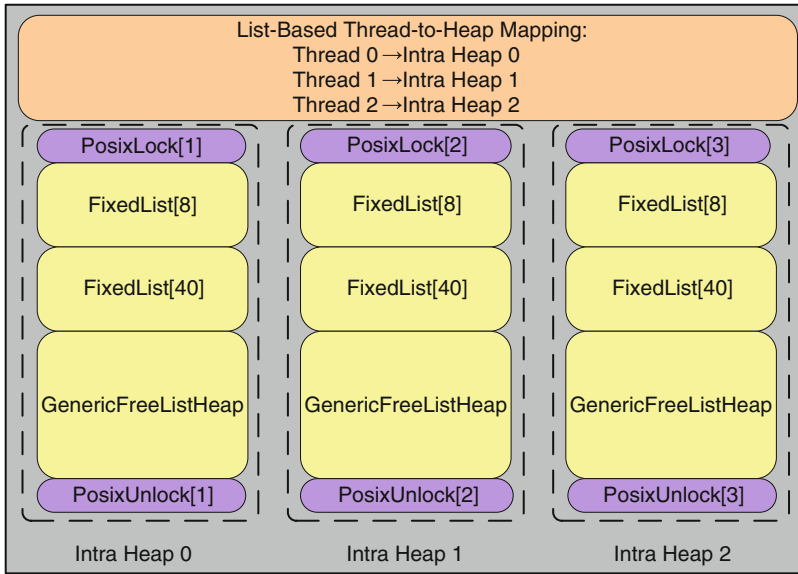 List-Based Thread-to-Heap Mapping:
Thread 0→Intra Heap 0
Thread 1→Intra Heap 1
Thread 2→Intra Heap 2
PosixLock[1]
FixedList[8]
FixedList[40]
GenericFreeListHeap
PosixUnlock[1]
Intra Heap 0
PosixLock[2]
FixedList[8]
FixedList[40]
GenericFreeListHeap
PosixUnlock[2]
Intra Heap 1
PosixLock[3]
FixedList[8]
FixedList[40]
GenericFreeListHeap
PosixUnlock[3]
Intra Heap 2